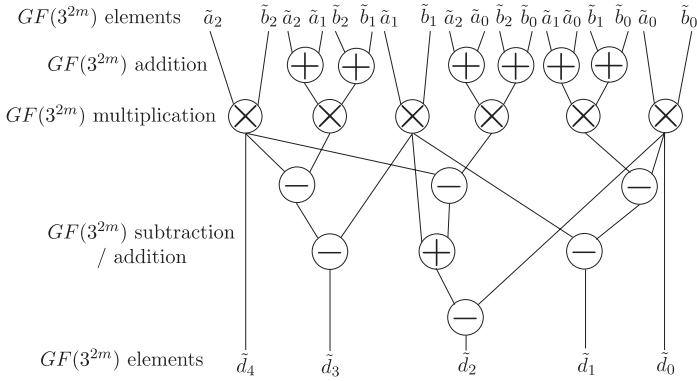 GF(3^{2m}) elements ã₂ b̃₂ ã₂ ã₁ b̃₂ b̃₁ ã₁ b̃₁ ã₂ ã₀ b̃₂ b̃₀ ã₁ ã₀ b̃₁ b̃₀ ã₀ b̃₀
GF(3^{2m}) addition + + + + + +
GF(3^{2m}) multiplication × × × × × ×
− − −
GF(3^{2m}) subtraction
/ addition − + −
−
GF(3^{2m}) elements d̃₄ d̃₃ d̃₂ d̃₁ d̃₀